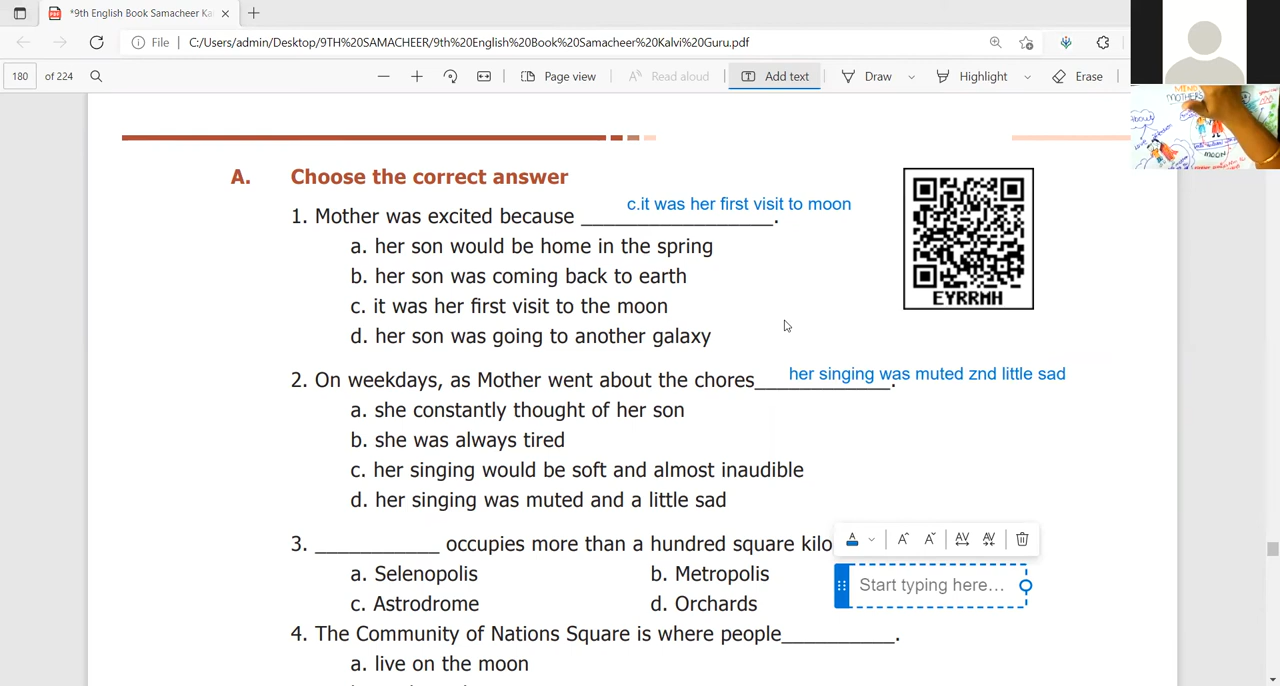 *9th English Book Samacheer Ka
File
C:/Users/admin/Desktop/9TH%20SAMACHEER/9th%20English%20Book%20Samacheer%20Kalvi%20Guru.pdf
180 of 224
Page view
Read aloud
Add text
Draw
Highlight
Erase
MIND
MOTHERS
MOON
A. Choose the correct answer
c.it was her first visit to moon
1. Mother was excited because _________________.
a. her son would be home in the spring
b. her son was coming back to earth
c. it was her first visit to the moon
d. her son was going to another galaxy
EYRRMH
her singing was muted znd little sad
2. On weekdays, as Mother went about the chores____________.
a. she constantly thought of her son
b. she was always tired
c. her singing would be soft and almost inaudible
d. her singing was muted and a little sad
3. ___________ occupies more than a hundred square kilo
a. Selenopolis b. Metropolis
Start typing here...
c. Astrodrome d. Orchards
4. The Community of Nations Square is where people__________.
a. live on the moon